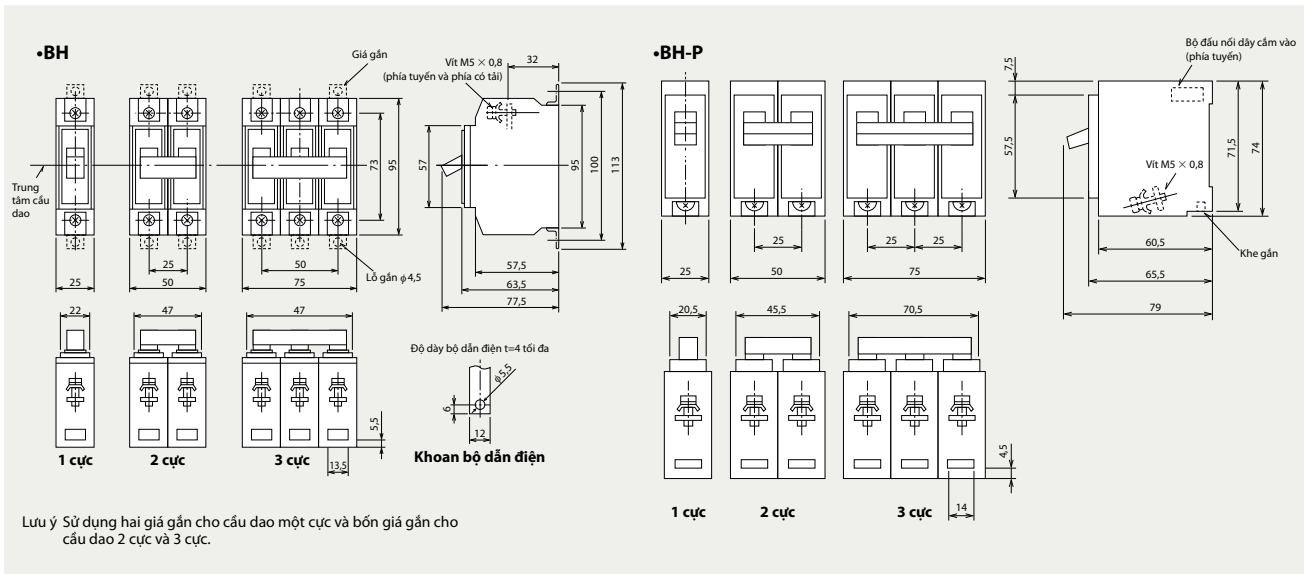 •BH
Giá gắn
Vít M5 × 0,8
(phía tuyến và phía có tải)
32
Trung
tâm cầu
dao
73
95
57
95
100
113
25
25
50
50
75
Lỗ gắn φ4,5
57,5
63,5
77,5
22
47
47
5,5
13,5
1 cực
2 cực
3 cực
Độ dày bộ dẫn điện t=4 tối đa
φ5,5
6
12
Khoan bộ dẫn điện
Lưu ý Sử dụng hai giá gắn cho cầu dao một cực và bốn giá gắn cho
cầu dao 2 cực và 3 cực.
•BH-P
Bộ đấu nối dây cắm vào
(phía tuyến)
7,5
57,5
71,5
74
Vít M5 × 0,8
Khe gắn
25
25
25
25
50
75
60,5
65,5
79
20,5
45,5
70,5
4,5
14
1 cực
2 cực
3 cực